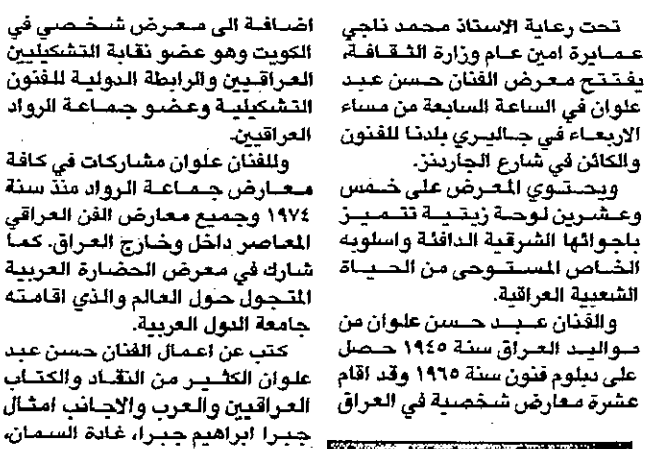 تحت رعاية الاستاذ محمد ناجي
عمايرة امين عام وزارة الثقافة،
يفتتح معرض الفنان حسن عبد
علوان في الساعة السابعة من مساء
الاربعاء في جاليري بلدنا للفنون
والكائن في شارع الجاردنز.
ويحتوي المعرض على خمس
وعشرين لوحة زيتية تتميز
باجوائها الشرقية الدافئة واسلوبه
الخاص المستوحى من الحياة
الشعبية العراقية.
والفنان عبد حسن علوان من
مواليد العراق سنة ١٩٤٥ حصل
على دبلوم فنون سنة ١٩٦٥ وقد اقام
عشرة معارض شخصية في العراق
اضافة الى معرض شخصي في
الكويت وهو عضو نقابة التشكيليين
العراقيين والرابطة الدولية للفنون
التشكيلية وعضو جماعة الرواد
العراقيين.
وللفنان علوان مشاركات في كافة
معارض جماعة الرواد منذ سنة
١٩٧٤ وجميع معارض الفن العراقي
المعاصر داخل وخارج العراق. كما
شارك في معرض الحضارة العربية
المتجول حول العالم والذي اقامته
جامعة الدول العربية.
كتب عن اعمال الفنان حسن عبد
علوان الكثير من النقاد والكتاب
العراقيين والعرب والاجانب امثال
جبرا ابراهيم جبرا، غادة السمان،